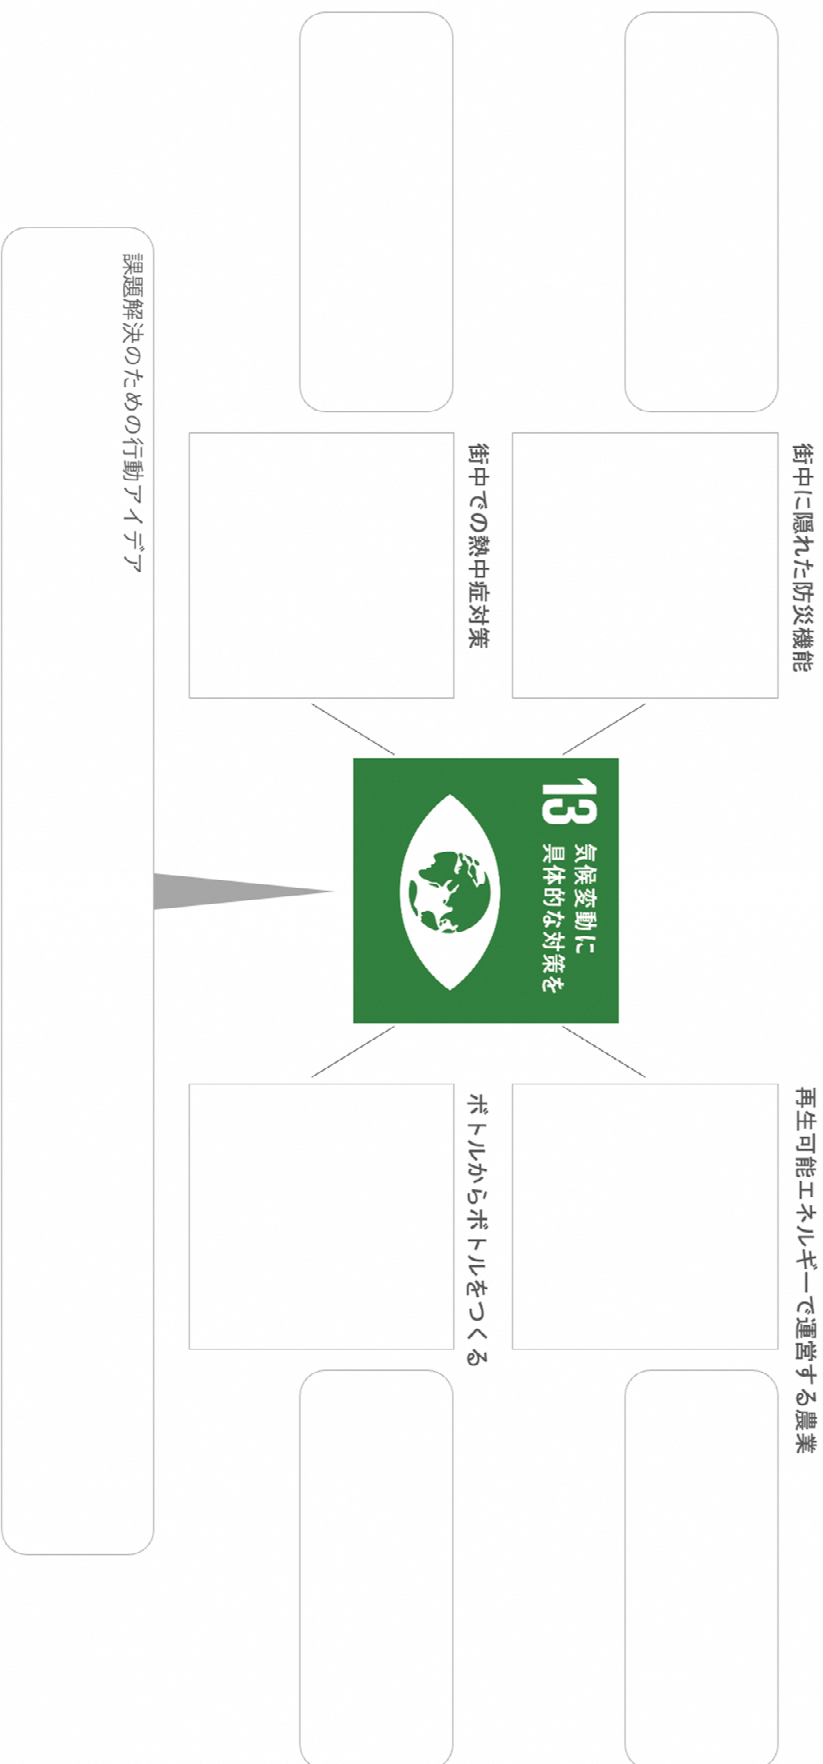 街中に隠れた防災機能
再生可能エネルギーで運営する農業
13
気候変動に
具体的な対策を
街中での熱中症対策
ボトルからボトルをつくる
課題解決のための行動アイデア